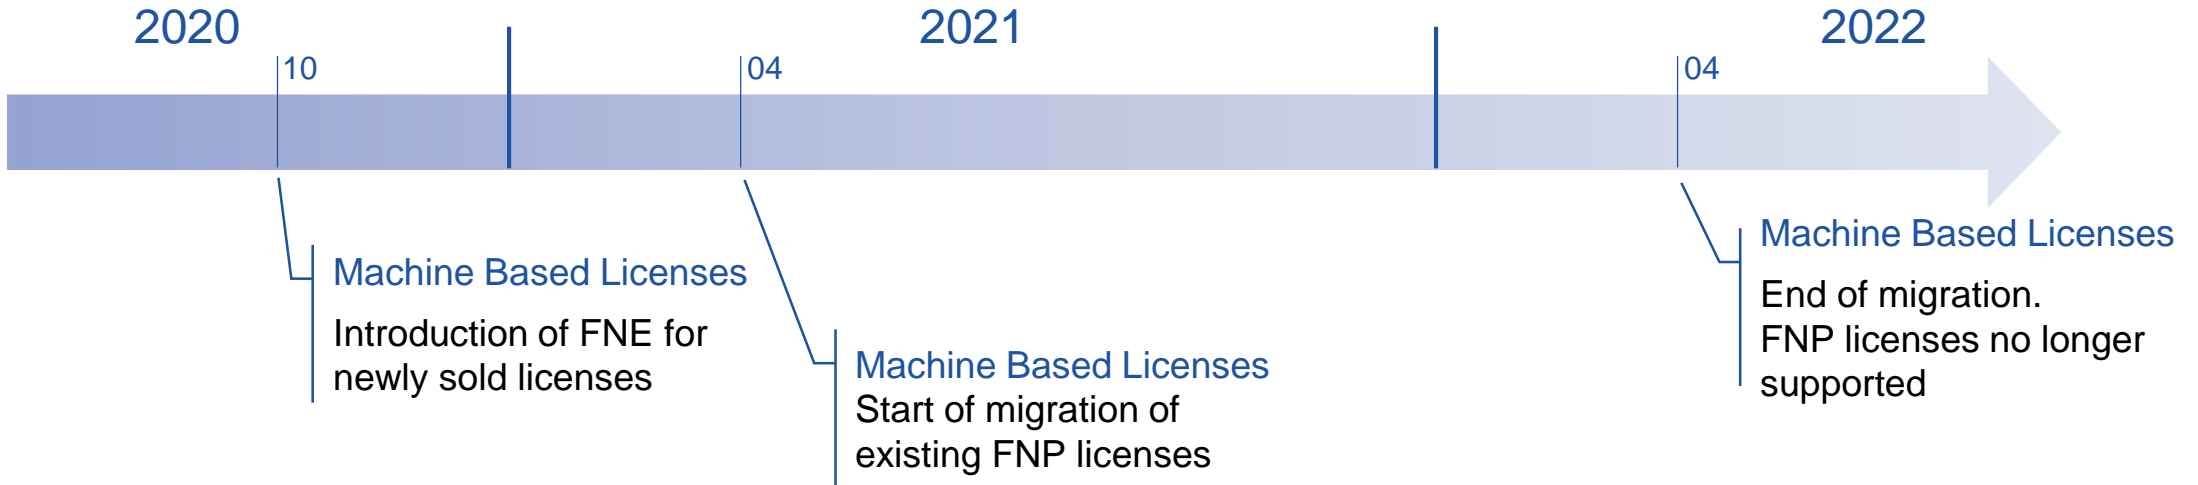 2020
2021
2022
10
04
04
Machine Based Licenses
Introduction of FNE for
newly sold licenses
Machine Based Licenses
Start of migration of
existing FNP licenses
Machine Based Licenses
End of migration.
FNP licenses no longer
supported